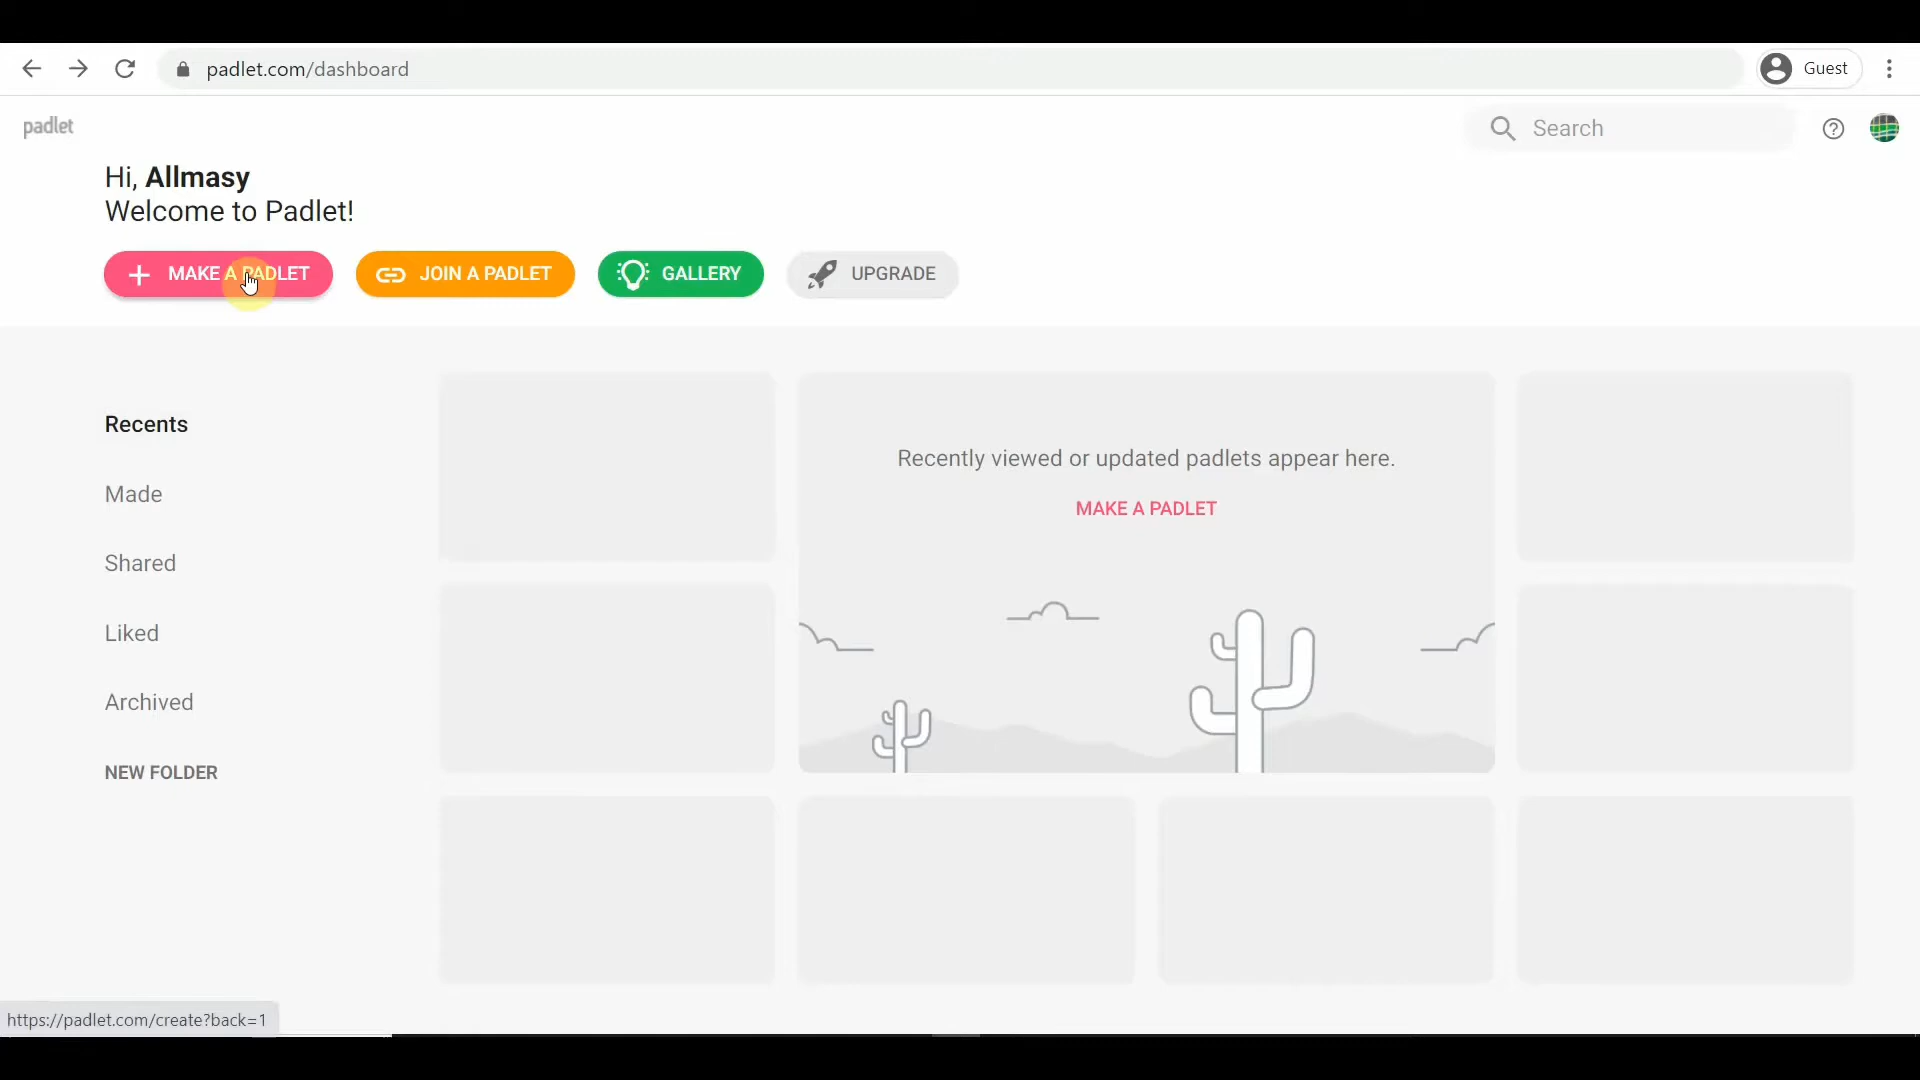 padlet.com/dashboard
Guest
padlet
Search
Hi, Allmasy
Welcome to Padlet!
MAKE A PADLET
JOIN A PADLET
GALLERY
UPGRADE
Recents
Made
Shared
Liked
Archived
NEW FOLDER
Recently viewed or updated padlets appear here.
MAKE A PADLET
https://padlet.com/create?back=1